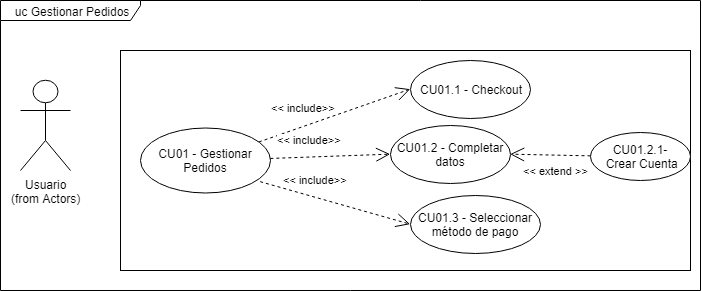 uc Gestionar Pedidos
CU01.1 - Checkout
<< include>>
<< include>>
CU01 - Gestionar
Pedidos
CU01.2 - Completar
datos
CU01.2.1-
Crear Cuenta
<< extend >>
<< include>>
Usuario
(from Actors)
CU01.3 - Seleccionar
método de pago